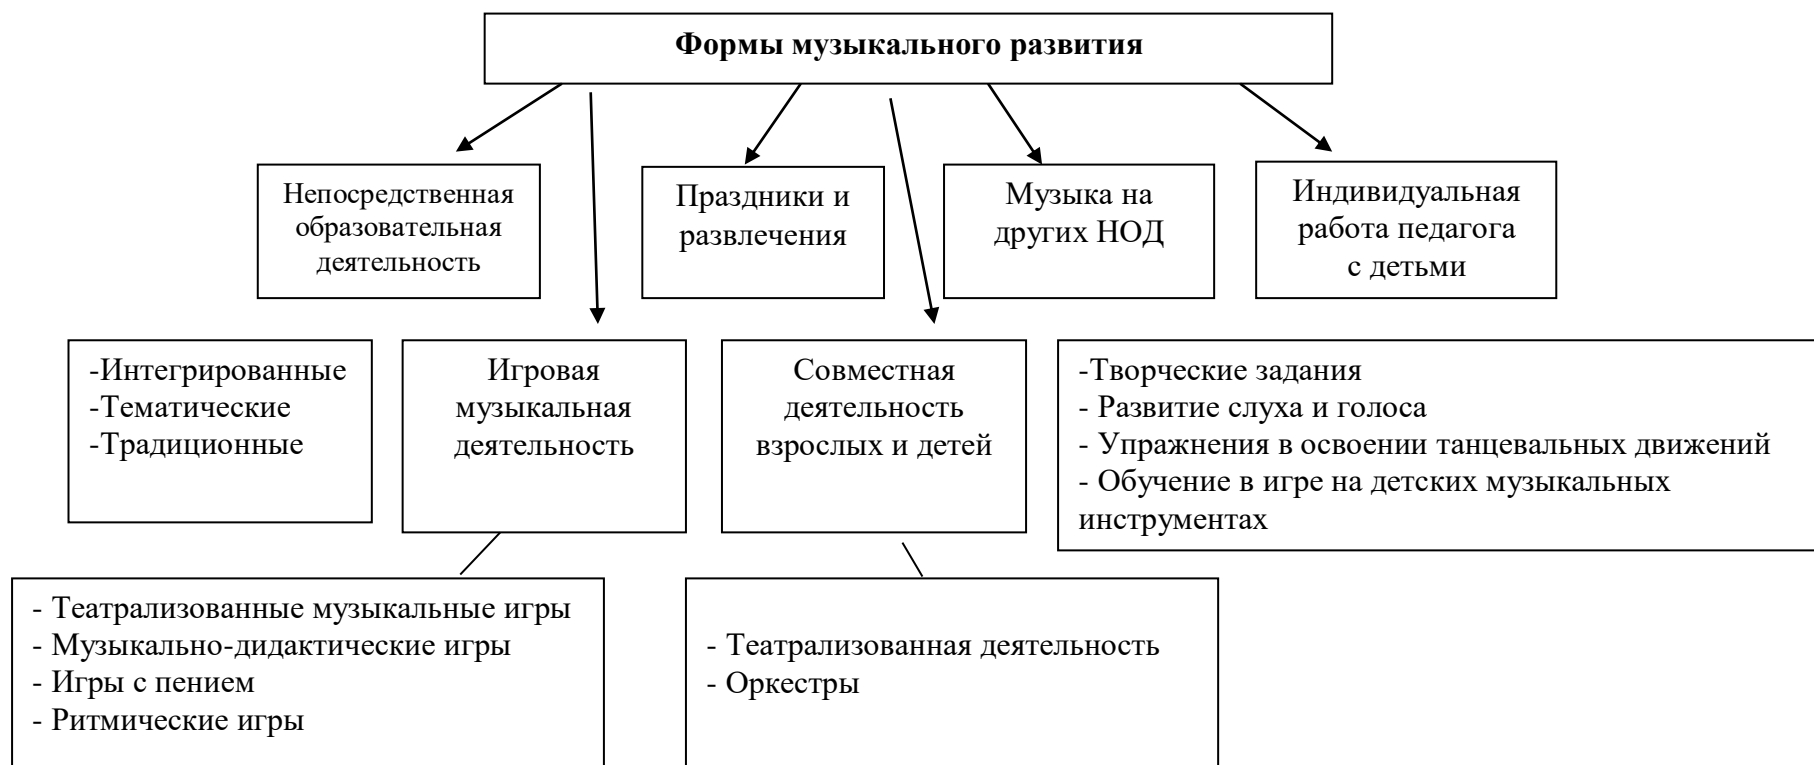 Формы музыкального развития
Непосредственная
образовательная
деятельность
Праздники и
развлечения
Музыка на
других НОД
Индивидуальная
работа педагога
с детьми
-Интегрированные
-Тематические
-Традиционные
Игровая
музыкальная
деятельность
Совместная
деятельность
взрослых и детей
-Творческие задания
- Развитие слуха и голоса
- Упражнения в освоении танцевальных движений
- Обучение в игре на детских музыкальных
инструментах
- Театрализованные музыкальные игры
- Музыкально-дидактические игры
- Игры с пением
- Ритмические игры
- Театрализованная деятельность
- Оркестры